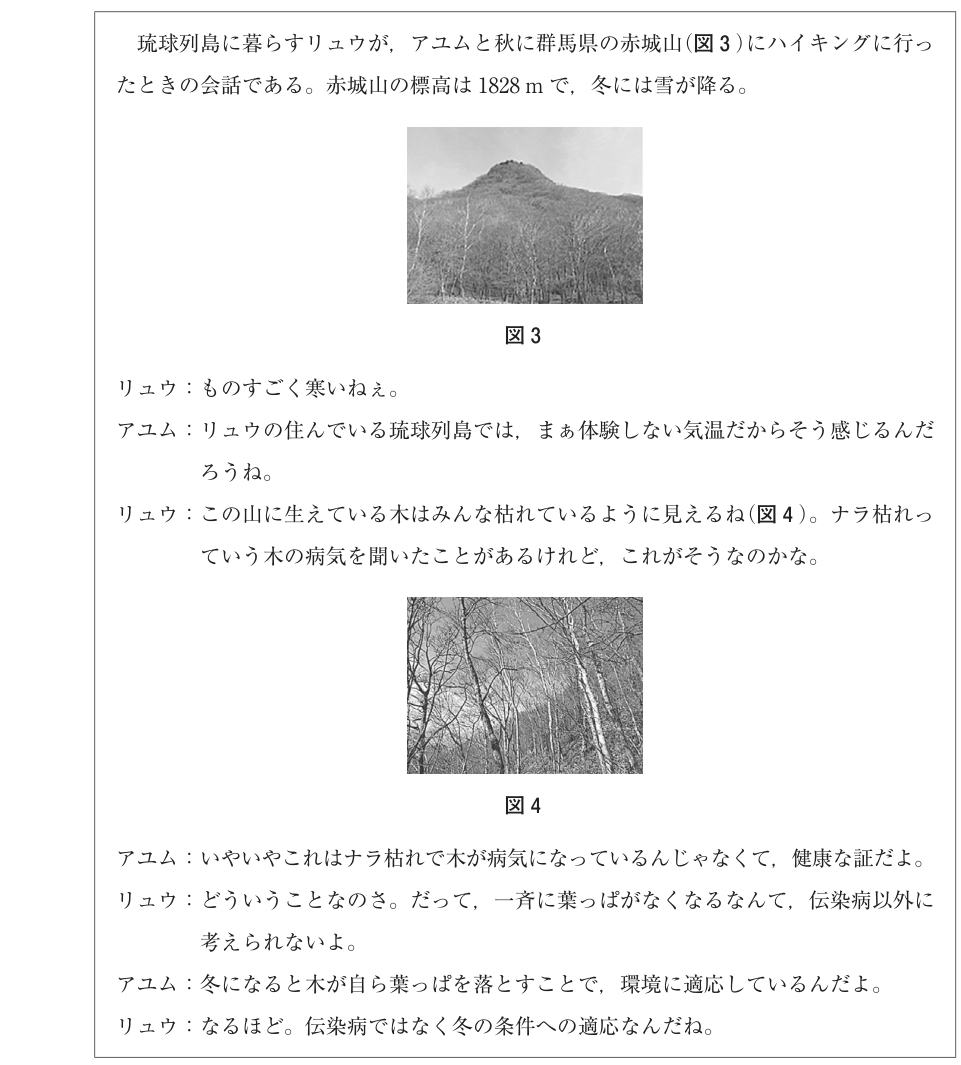 琉球列島に暮らすリュウが，アユムと秋に群馬県の赤城山(図3)にハイキングに行っ
たときの会話である。赤城山の標高は1828 mで，冬には雪が降る。
図3
リュウ：ものすごく寒いねぇ。
アユム：リュウの住んでいる琉球列島では，まぁ体験しない気温だからそう感じるんだ
ろうね。
リュウ：この山に生えている木はみんな枯れているように見えるね(図4)。ナラ枯れっ
ていう木の病気を聞いたことがあるけれど，これがそうなのかな。
図4
アユム：いやいやこれはナラ枯れで木が病気になっているんじゃなくて，健康な証だよ。
リュウ：どういうことなのさ。だって，一斉に葉っぱがなくなるなんて，伝染病以外に
考えられないよ。
アユム：冬になると木が自ら葉っぱを落とすことで，環境に適応しているんだよ。
リュウ：なるほど。伝染病ではなく冬の条件への適応なんだね。